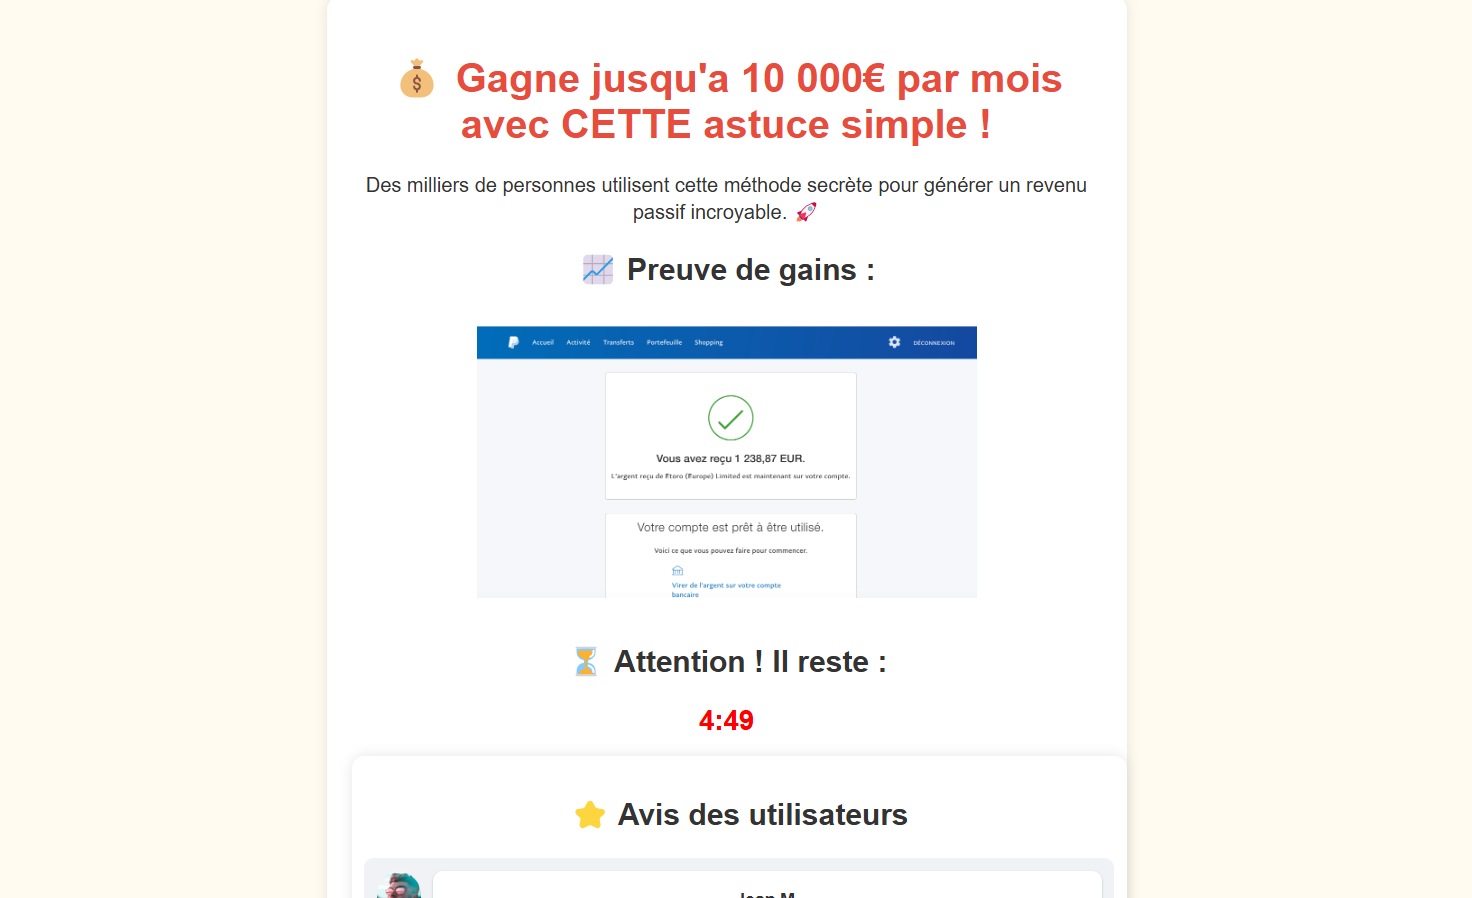 Gagne jusqu'a 10 000€ par mois
avec CETTE astuce simple !
Des milliers de personnes utilisent cette méthode secrète pour générer un revenu
passif incroyable.
Preuve de gains :
Accueil Activité Transferts Portefeuille Shopping DÉCONNEXION
Vous avez reçu 1 238,87 EUR.
L'argent reçu de Etoro (Europe) Limited est maintenant sur votre compte.
Votre compte est prêt à être utilisé.
Voici ce que vous pouvez faire pour commencer.
Virer de l'argent sur votre compte
bancaire
Attention ! Il reste :
4:49
Avis des utilisateurs
Jean M.